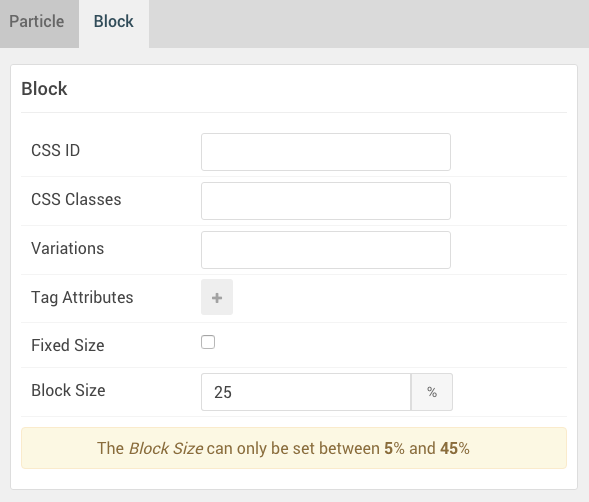 Particle Block
Block
CSS ID
CSS Classes
Variations
Tag Attributes +
Fixed Size
Block Size 25 %
The Block Size can only be set between 5% and 45%